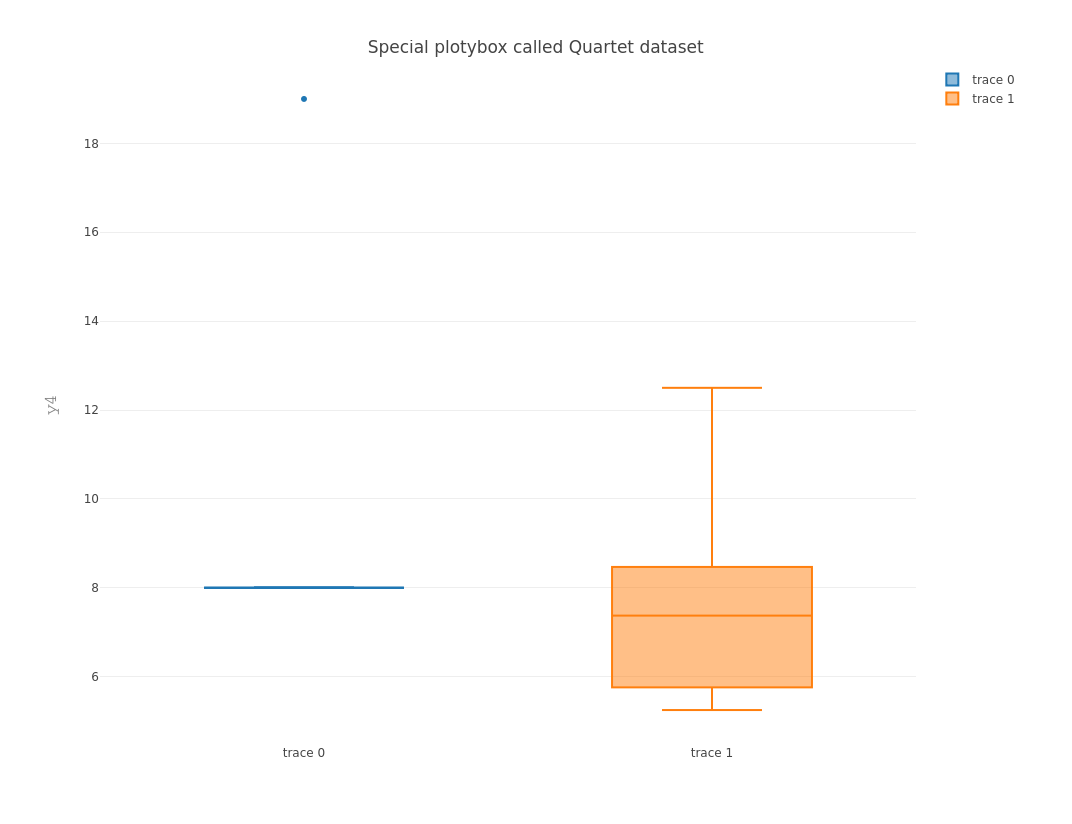 Special plotybox called Quartet dataset
trace 0
trace 1
18
16
14
12
10
8
6
y4
trace 0
trace 1